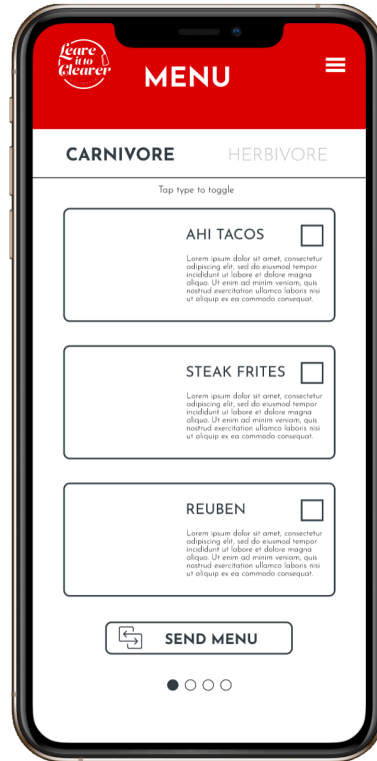 Leave
it to
Clearer
MENU
CARNIVORE
HERBIVORE
Tap type to toggle
AHI TACOS
Lorem ipsum dolor sit amet, consectetur
adipiscing elit, sed do eiusmod tempor
incididunt ut labore et dolore magna
aliqua. Ut enim ad minim veniam, quis
nostrud exercitation ullamco laboris nisi
ut aliquip ex ea commodo consequat.
STEAK FRITES
Lorem ipsum dolor sit amet, consectetur
adipiscing elit, sed do eiusmod tempor
incididunt ut labore et dolore magna
aliqua. Ut enim ad minim veniam, quis
nostrud exercitation ullamco laboris nisi
ut aliquip ex ea commodo consequat.
REUBEN
Lorem ipsum dolor sit amet, consectetur
adipiscing elit, sed do eiusmod tempor
incididunt ut labore et dolore magna
aliqua. Ut enim ad minim veniam, quis
nostrud exercitation ullamco laboris nisi
ut aliquip ex ea commodo consequat.
SEND MENU